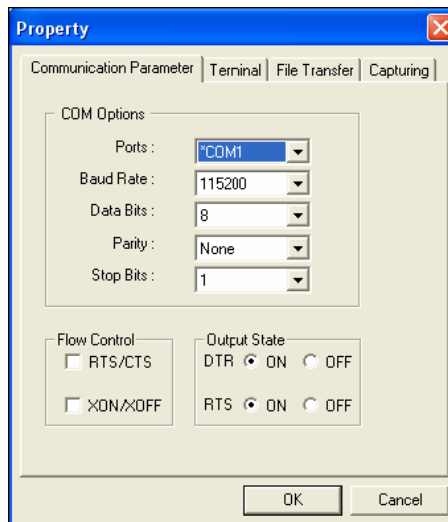 Property
Communication Parameter Terninal File Transfer Capturing
COM Options
Ports : *COM1
Baud Rate : 115200
Data Bits : 8
Parity : None
Stop Bits : 1
Flow Control Output State
RTS/CTS DTR ON OFF
XON/XOFF RTS ON OFF
OK Cancel